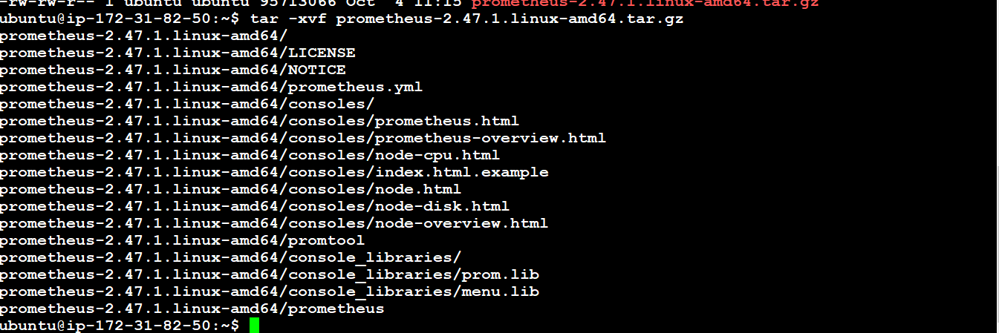 -rw-rw-r-- 1 ubuntu ubuntu 95713066 Oct  4 11:15 prometheus-2.47.1.linux-amd64.tar.gz
ubuntu@ip-172-31-82-50:~$ tar -xvf prometheus-2.47.1.linux-amd64.tar.gz
prometheus-2.47.1.linux-amd64/
prometheus-2.47.1.linux-amd64/LICENSE
prometheus-2.47.1.linux-amd64/NOTICE
prometheus-2.47.1.linux-amd64/prometheus.yml
prometheus-2.47.1.linux-amd64/consoles/
prometheus-2.47.1.linux-amd64/consoles/prometheus.html
prometheus-2.47.1.linux-amd64/consoles/prometheus-overview.html
prometheus-2.47.1.linux-amd64/consoles/node-cpu.html
prometheus-2.47.1.linux-amd64/consoles/index.html.example
prometheus-2.47.1.linux-amd64/consoles/node.html
prometheus-2.47.1.linux-amd64/consoles/node-disk.html
prometheus-2.47.1.linux-amd64/consoles/node-overview.html
prometheus-2.47.1.linux-amd64/promtool
prometheus-2.47.1.linux-amd64/console_libraries/
prometheus-2.47.1.linux-amd64/console_libraries/prom.lib
prometheus-2.47.1.linux-amd64/console_libraries/menu.lib
prometheus-2.47.1.linux-amd64/prometheus
ubuntu@ip-172-31-82-50:~$